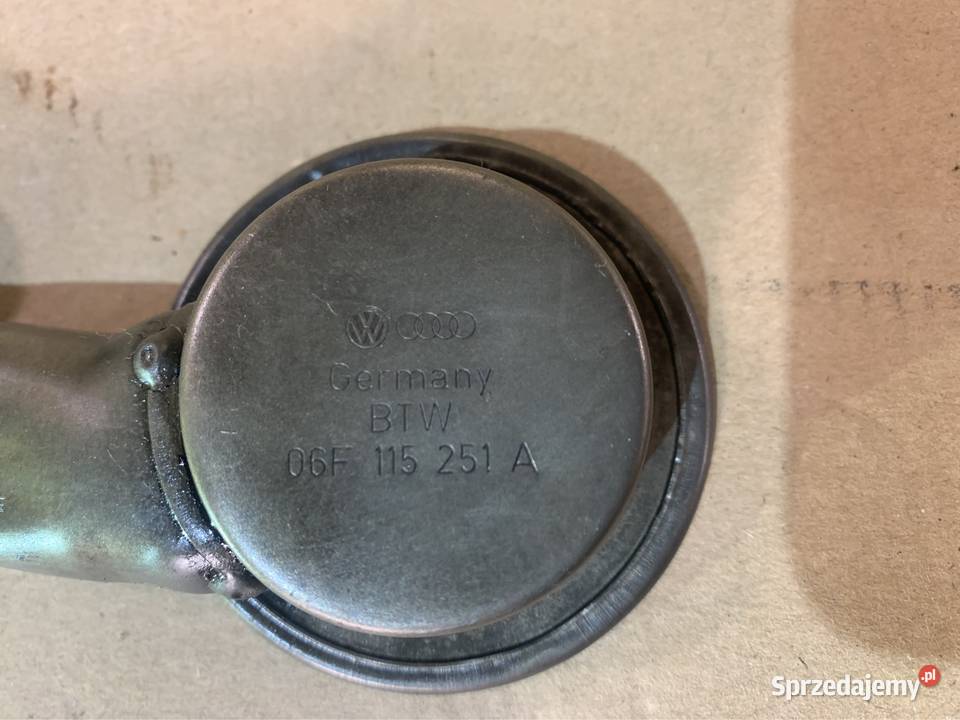 Germany
BTW
06F 115 251 A
Sprzedajemy.pl